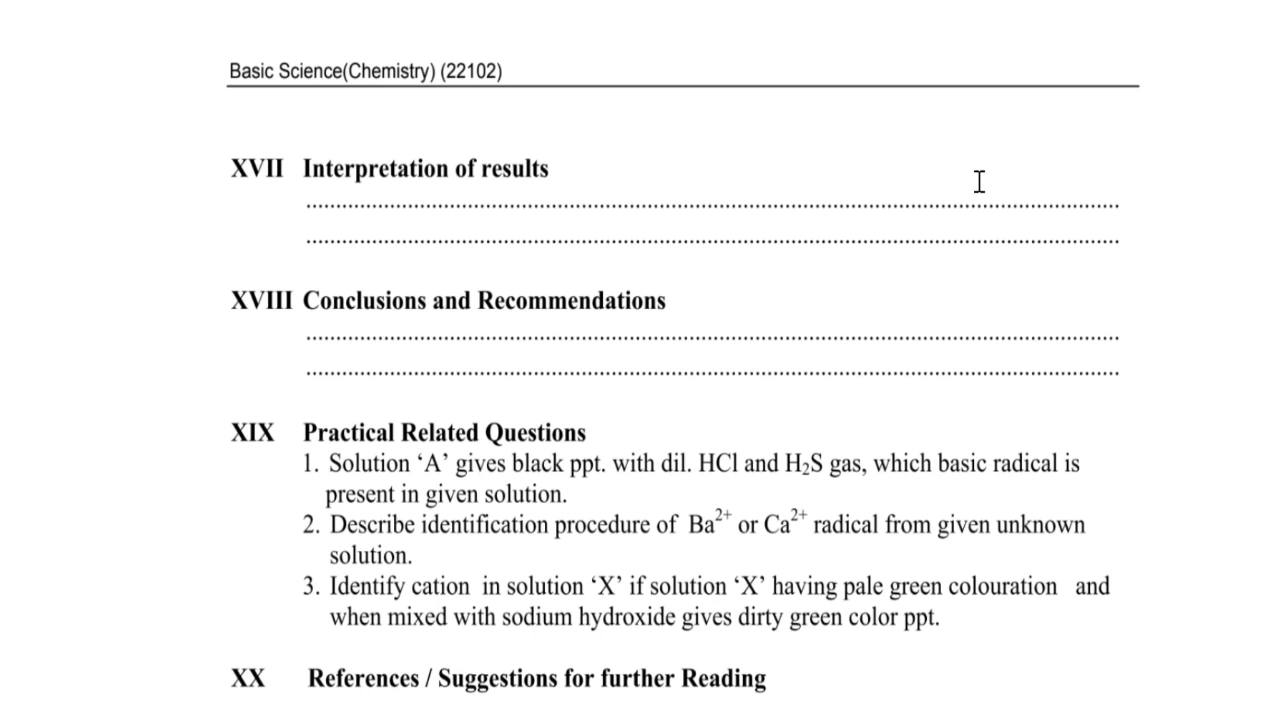 Basic Science(Chemistry) (22102)
XVII Interpretation of results
................................................................................................................................
................................................................................................................................
XVIII Conclusions and Recommendations
................................................................................................................................
................................................................................................................................
XIX Practical Related Questions
1. Solution ‘A’ gives black ppt. with dil. HCl and H₂S gas, which basic radical is
present in given solution.
2. Describe identification procedure of Ba²⁺ or Ca²⁺ radical from given unknown
solution.
3. Identify cation in solution ‘X’ if solution ‘X’ having pale green colouration and
when mixed with sodium hydroxide gives dirty green color ppt.
XX References / Suggestions for further Reading